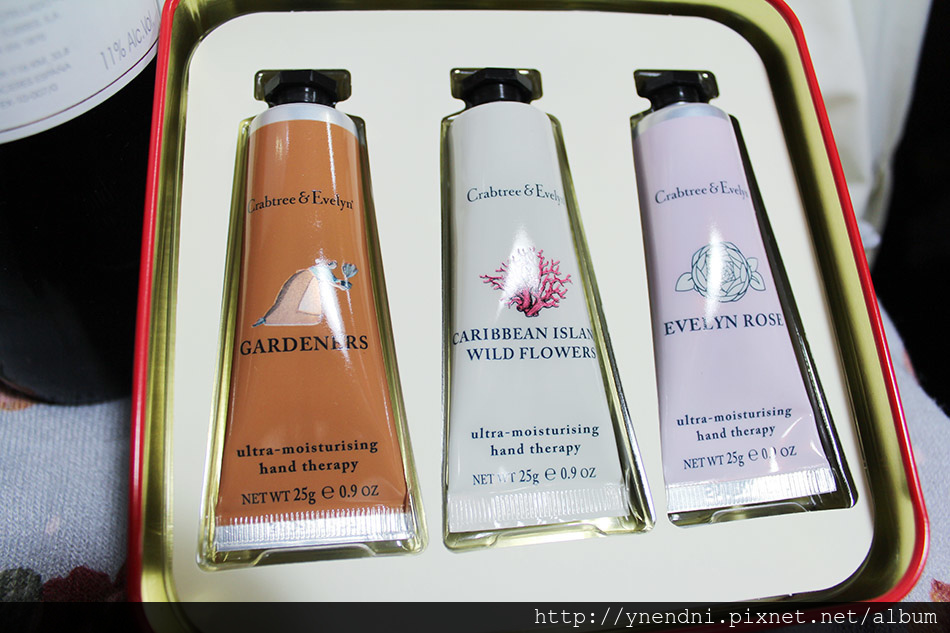 11% Alc.Vol
Crabtree & Evelyn
GARDENERS
ultra-moisturising
hand therapy
NET WT 25g e 0.9 OZ
Crabtree & Evelyn
CARIBBEAN ISLAND
WILD FLOWERS
ultra-moisturising
hand therapy
NET WT 25g e 0.9 OZ
Crabtree & Evelyn
EVELYN ROSE
ultra-moisturising
hand therapy
NET WT 25g e 0.9 OZ
http://ynendni.pixnet.net/album